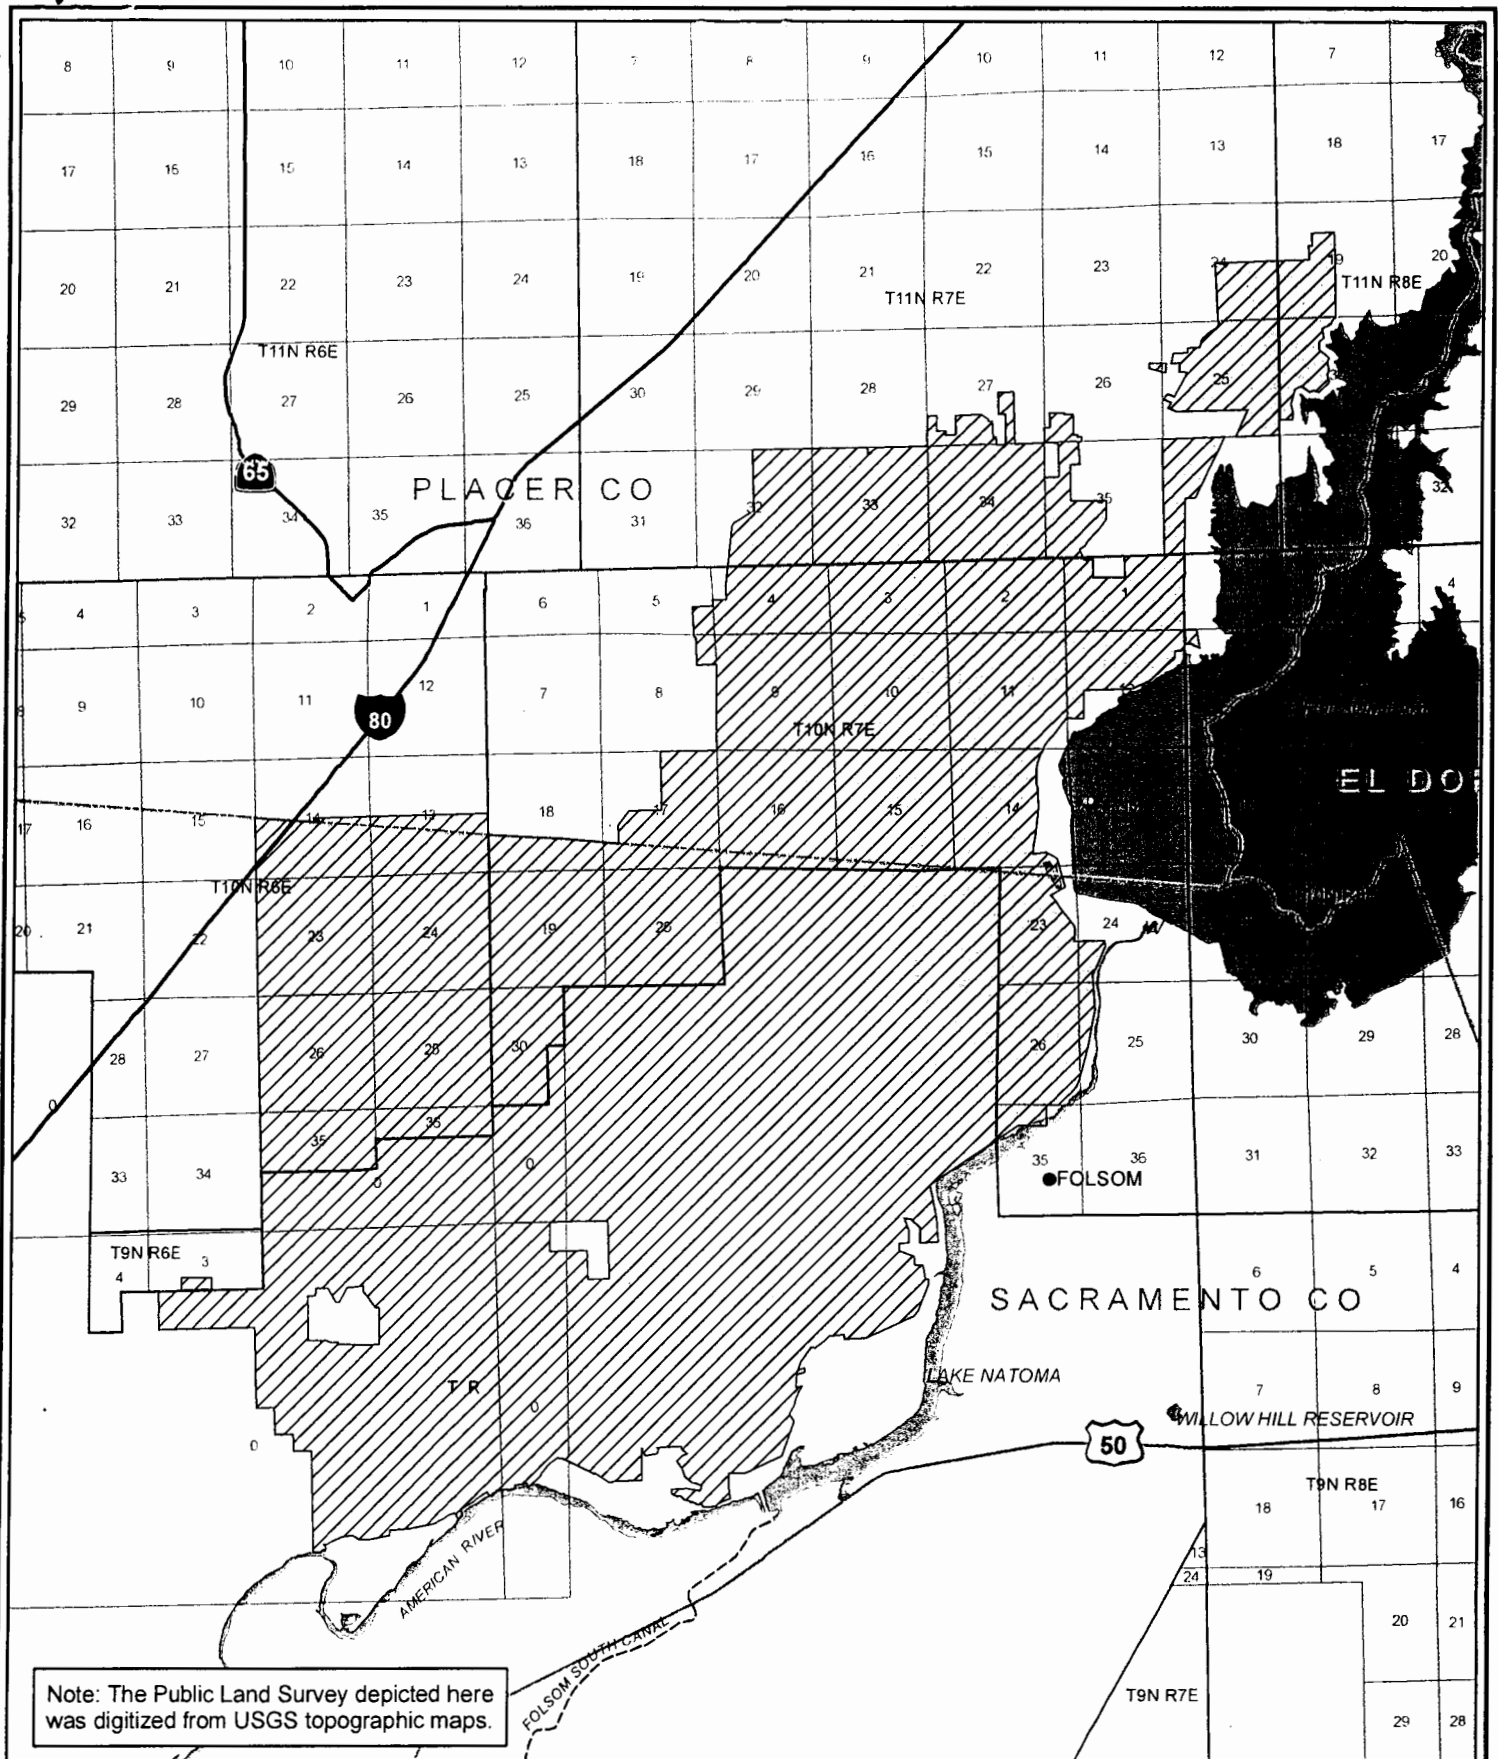 8 9 10 11 12 7 8 9 10 11 12 7 8
17 16 15 14 13 18 17 16 15 14 13 18 17
20 21 22 23 24 19 20 21 22 23 24 19 20
T11N R6E T11N R7E T11N R8E
29 28 27 26 25 30 29 28 27 26 25
65
PLACER CO
32 33 34 35 36 31 32 33 34 35 32
5 4 3 2 1 6 5 4 3 2 1 4
8 9 10 11 12 7 8 9 10 11
80
T10N R7E
EL DO
17 16 15 14 13 18 17 16 15 14
T10N R6E
20 21 22 23 24 19 23 24
28 27 26 30 26 25 30 29 28
0
33 34 35 36 0 0 35 36 31 32 33
FOLSOM
T9N R6E
4 3 6 5 4
SACRAMENTO CO
T R
LAKE NATOMA
0 0 7 8 9
WILLOW HILL RESERVOIR
50
T9N R8E
18 17 16
AMERICAN RIVER
13
24 19
20 21
FOLSOM SOUTH CANAL
T9N R7E
29 28
Note: The Public Land Survey depicted here
was digitized from USGS topographic maps.